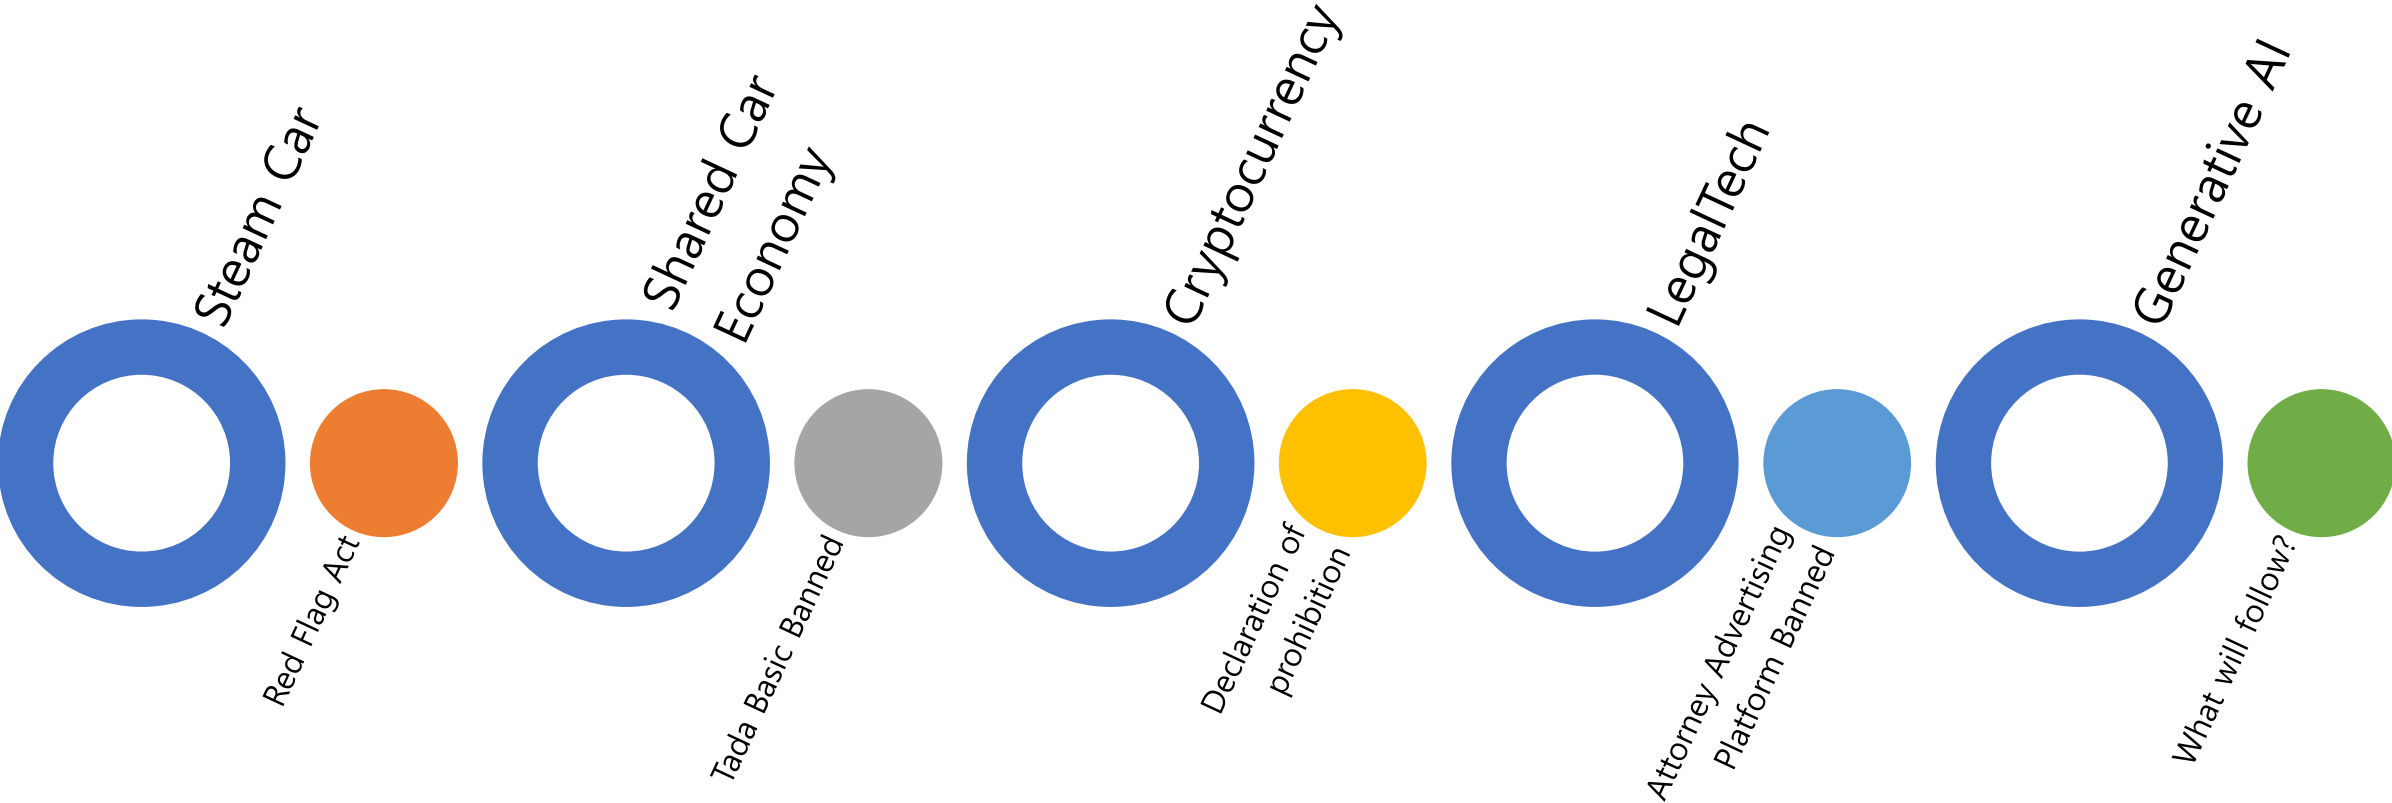 Steam Car
Red Flag Act
Shared Car
Economy
Tada Basic Banned
Cryptocurrency
Declaration of
prohibition
LegalTech
Attorney Advertising
Platform Banned
Generative AI
What will follow?